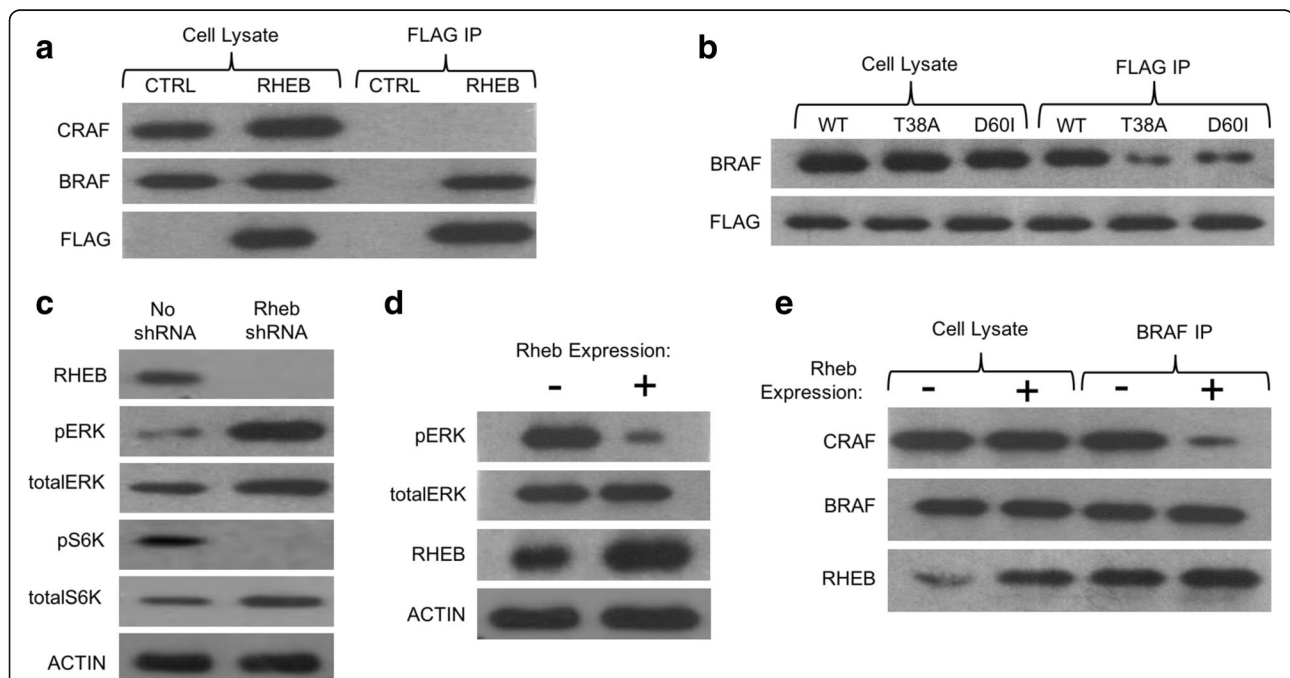 a
Cell Lysate FLAG IP
CTRL RHEB CTRL RHEB
CRAF
BRAF
FLAG
b
Cell Lysate FLAG IP
WT T38A D60I WT T38A D60I
BRAF
FLAG
c
No shRNA Rheb shRNA
RHEB
pERK
totalERK
pS6K
totalS6K
ACTIN
d
Rheb Expression:
- +
pERK
totalERK
RHEB
ACTIN
e
Cell Lysate BRAF IP
Rheb
Expression: - + - +
CRAF
BRAF
RHEB